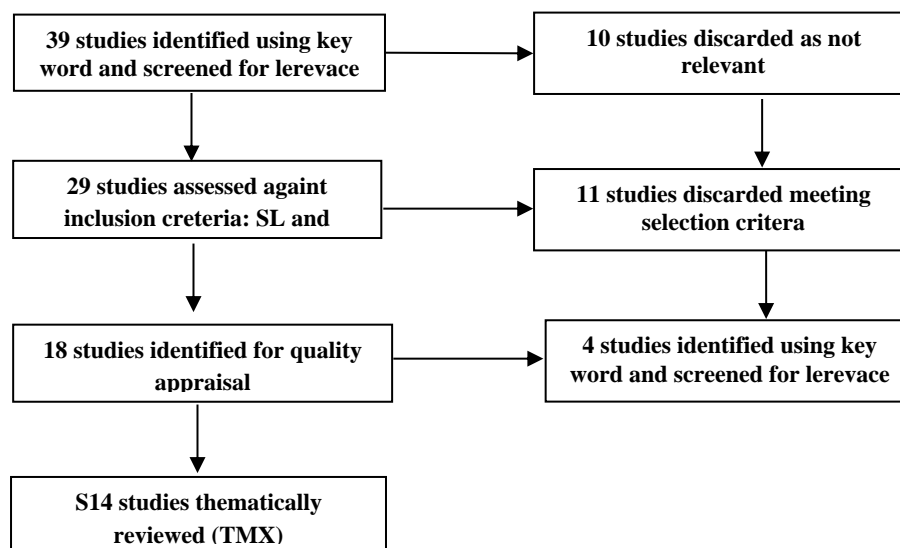 39 studies identified using key
word and screened for lerevace
10 studies discarded as not
relevant
29 studies assessed againt
inclusion creteria: SL and
11 studies discarded meeting
selection critera
18 studies identified for quality
appraisal
4 studies identified using key
word and screened for lerevace
S14 studies thematically
reviewed (TMX)